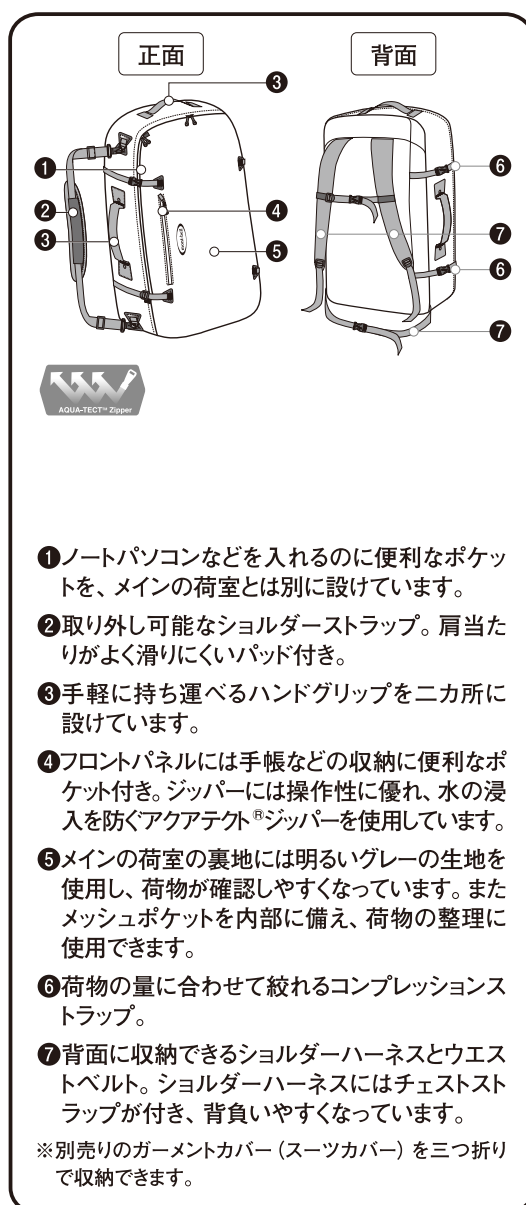 正面
背面
❸
❶
❷
❸
❹
❺
❻
❼
❻
❼
AQUA-TECT™ Zipper
❶ノートパソコンなどを入れるのに便利なポケッ
トを、メインの荷室とは別に設けています。
❷取り外し可能なショルダーストラップ。肩当た
りがよく滑りにくいパッド付き。
❸手軽に持ち運べるハンドグリップを二カ所に
設けています。
❹フロントパネルには手帳などの収納に便利なポ
ケット付き。ジッパーには操作性に優れ、水の浸
入を防ぐアクアテクト®ジッパーを使用しています。
❺メインの荷室の裏地には明るいグレーの生地を
使用し、荷物が確認しやすくなっています。また
メッシュポケットを内部に備え、荷物の整理に
使用できます。
❻荷物の量に合わせて絞れるコンプレッションス
トラップ。
❼背面に収納できるショルダーハーネスとウエス
トベルト。ショルダーハーネスにはチェストスト
ラップが付き、背負いやすくなっています。
※別売りのガーメントカバー（スーツカバー）を三つ折り
で収納できます。